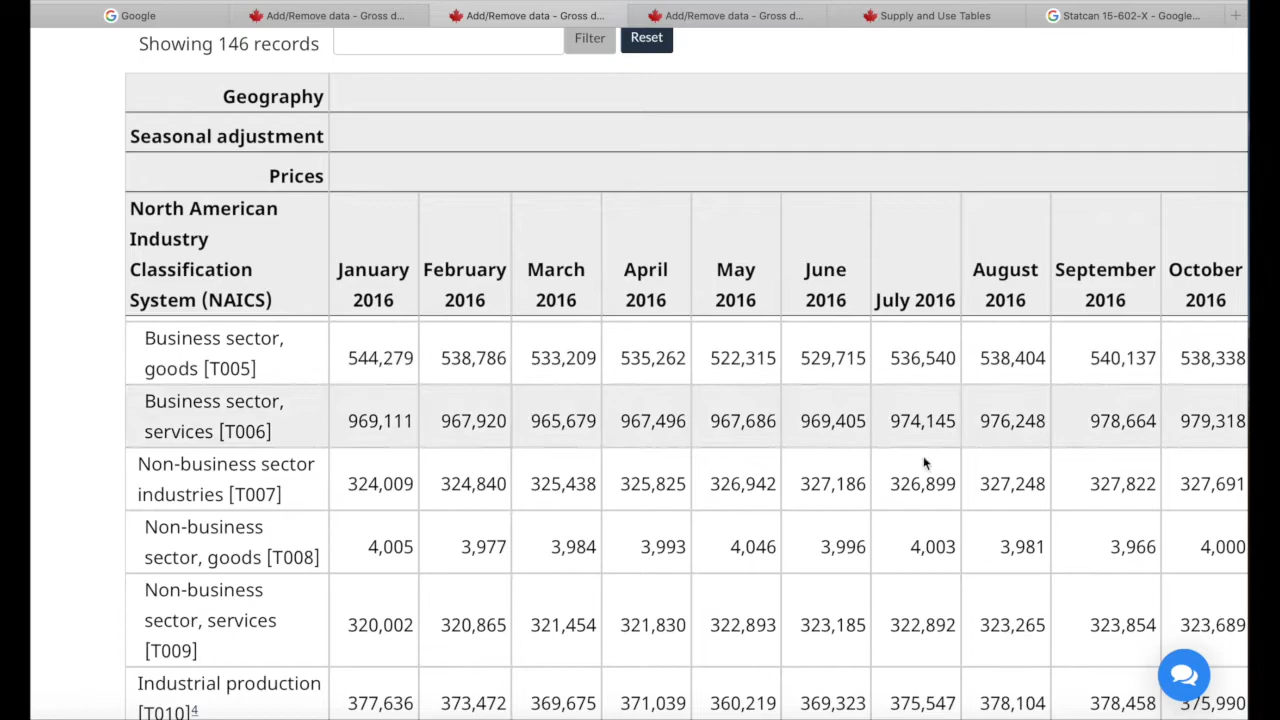 Google
Add/Remove data - Gross d...
Add/Remove data - Gross d...
Add/Remove data - Gross d...
Supply and Use Tables
Statcan 15-602-X - Google...
Showing 146 records
Filter
Reset
Geography
Seasonal adjustment
Prices
North American
Industry
Classification
System (NAICS)
January
2016
February
2016
March
2016
April
2016
May
2016
June
2016
July 2016
August
2016
September
2016
October
2016
Business sector,
goods [T005]
544,279 538,786 533,209 535,262 522,315 529,715 536,540 538,404 540,137 538,338
Business sector,
services [T006]
969,111 967,920 965,679 967,496 967,686 969,405 974,145 976,248 978,664 979,318
Non-business sector
industries [T007]
324,009 324,840 325,438 325,825 326,942 327,186 326,899 327,248 327,822 327,691
Non-business
sector, goods [T008]
4,005 3,977 3,984 3,993 4,046 3,996 4,003 3,981 3,966 4,000
Non-business
sector, services
[T009]
320,002 320,865 321,454 321,830 322,893 323,185 322,892 323,265 323,854 323,689
Industrial production
[T010]4
377,636 373,472 369,675 371,039 360,219 369,323 375,547 378,104 378,458 375,990